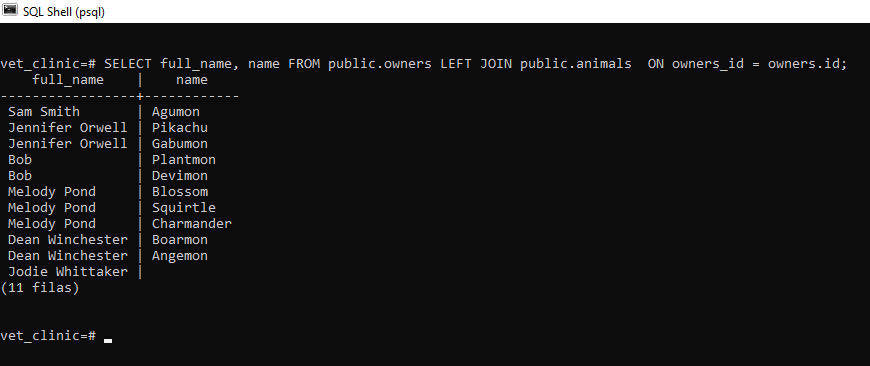 SQL Shell (psql)
vet_clinic=# SELECT full_name, name FROM public.owners LEFT JOIN public.animals  ON owners_id = owners.id;
    full_name    |    name
-----------------+------------
 Sam Smith       | Agumon
 Jennifer Orwell | Pikachu
 Jennifer Orwell | Gabumon
 Bob             | Plantmon
 Bob             | Devimon
 Melody Pond     | Blossom
 Melody Pond     | Squirtle
 Melody Pond     | Charmander
 Dean Winchester | Boarmon
 Dean Winchester | Angemon
 Jodie Whittaker |
(11 filas)
vet_clinic=#